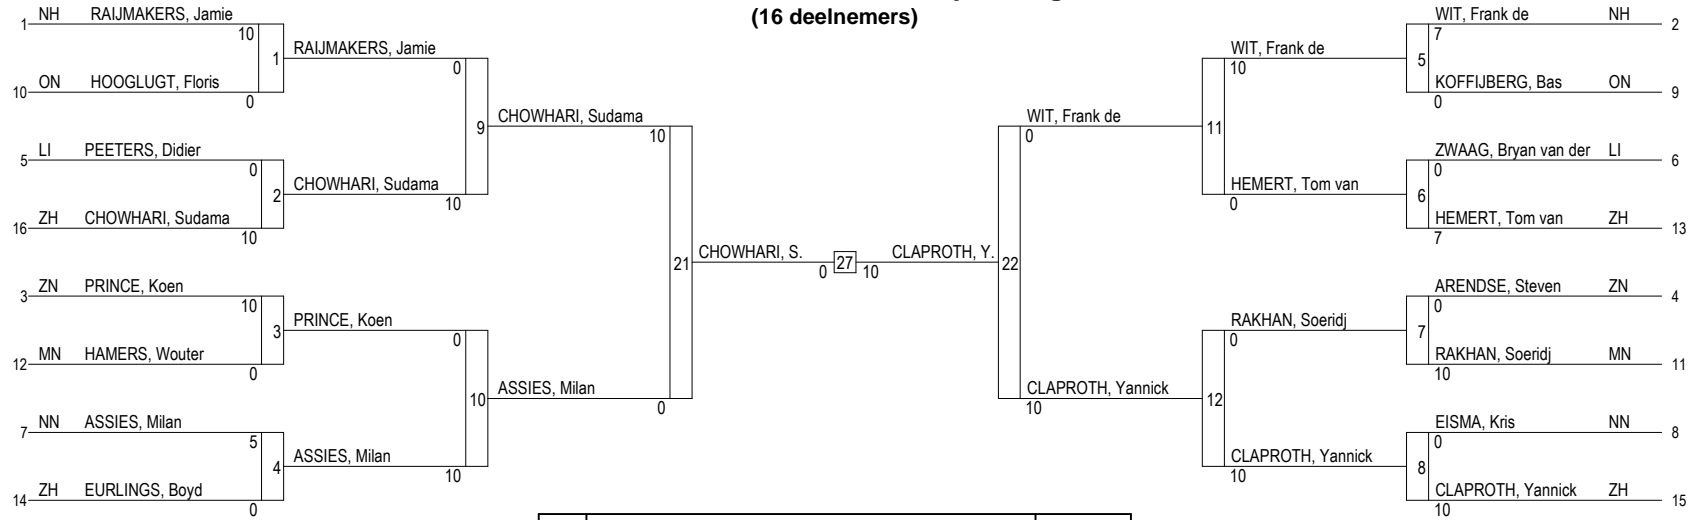 (16 deelnemers)
1 NH RAIJMAKERS, Jamie
10
1
RAIJMAKERS, Jamie
0
10 ON HOOGLUGT, Floris
0
9
CHOWHARI, Sudama
10
5 LI PEETERS, Didier
0
2
CHOWHARI, Sudama
10
16 ZH CHOWHARI, Sudama
10
21
CHOWHARI, S.
0
27
10
CLAPROTH, Y.
22
3 ZN PRINCE, Koen
10
3
PRINCE, Koen
0
12 MN HAMERS, Wouter
0
10
ASSIES, Milan
0
7 NN ASSIES, Milan
5
4
ASSIES, Milan
10
14 ZH EURLINGS, Boyd
0
WIT, Frank de NH 2
7
5
WIT, Frank de
10
KOFFIJBERG, Bas ON 9
0
11
WIT, Frank de
0
ZWAAG, Bryan van der LI 6
0
6
HEMERT, Tom van
0
HEMERT, Tom van ZH 13
7
ARENDSE, Steven ZN 4
0
7
RAKHAN, Soeridj
0
RAKHAN, Soeridj MN 11
10
12
CLAPROTH, Yannick
10
EISMA, Kris NN 8
0
8
CLAPROTH, Yannick
10
CLAPROTH, Yannick ZH 15
10